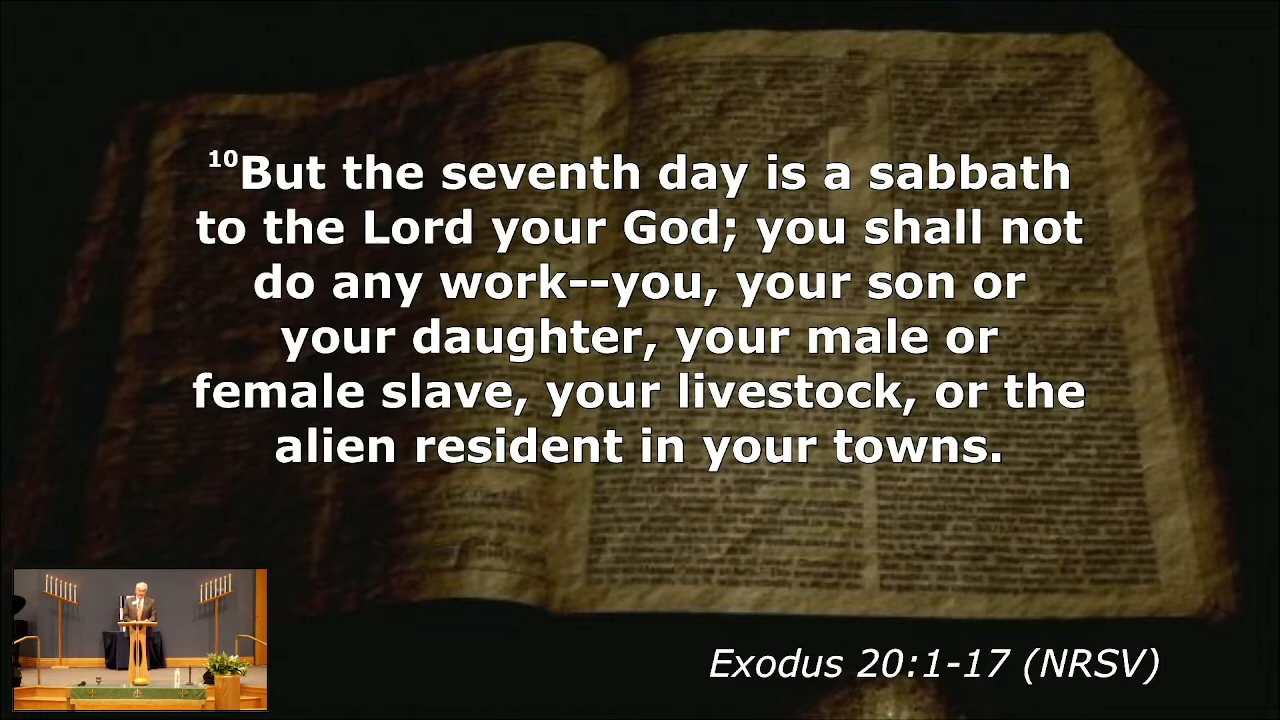 ¹⁰But the seventh day is a sabbath
to the Lord your God; you shall not
do any work--you, your son or
your daughter, your male or
female slave, your livestock, or the
alien resident in your towns.
Exodus 20:1-17 (NRSV)